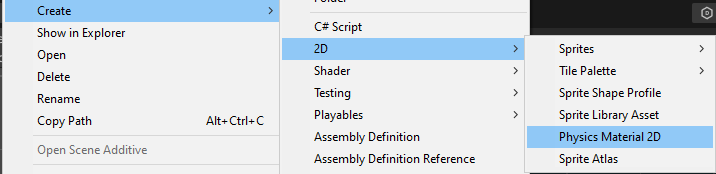 Create
Show in Explorer
Open
Delete
Rename
Copy Path Alt+Ctrl+C
Open Scene Additive
Folder
C# Script
2D
Shader
Testing
Playables
Assembly Definition
Assembly Definition Reference
Sprites
Tile Palette
Sprite Shape Profile
Sprite Library Asset
Physics Material 2D
Sprite Atlas